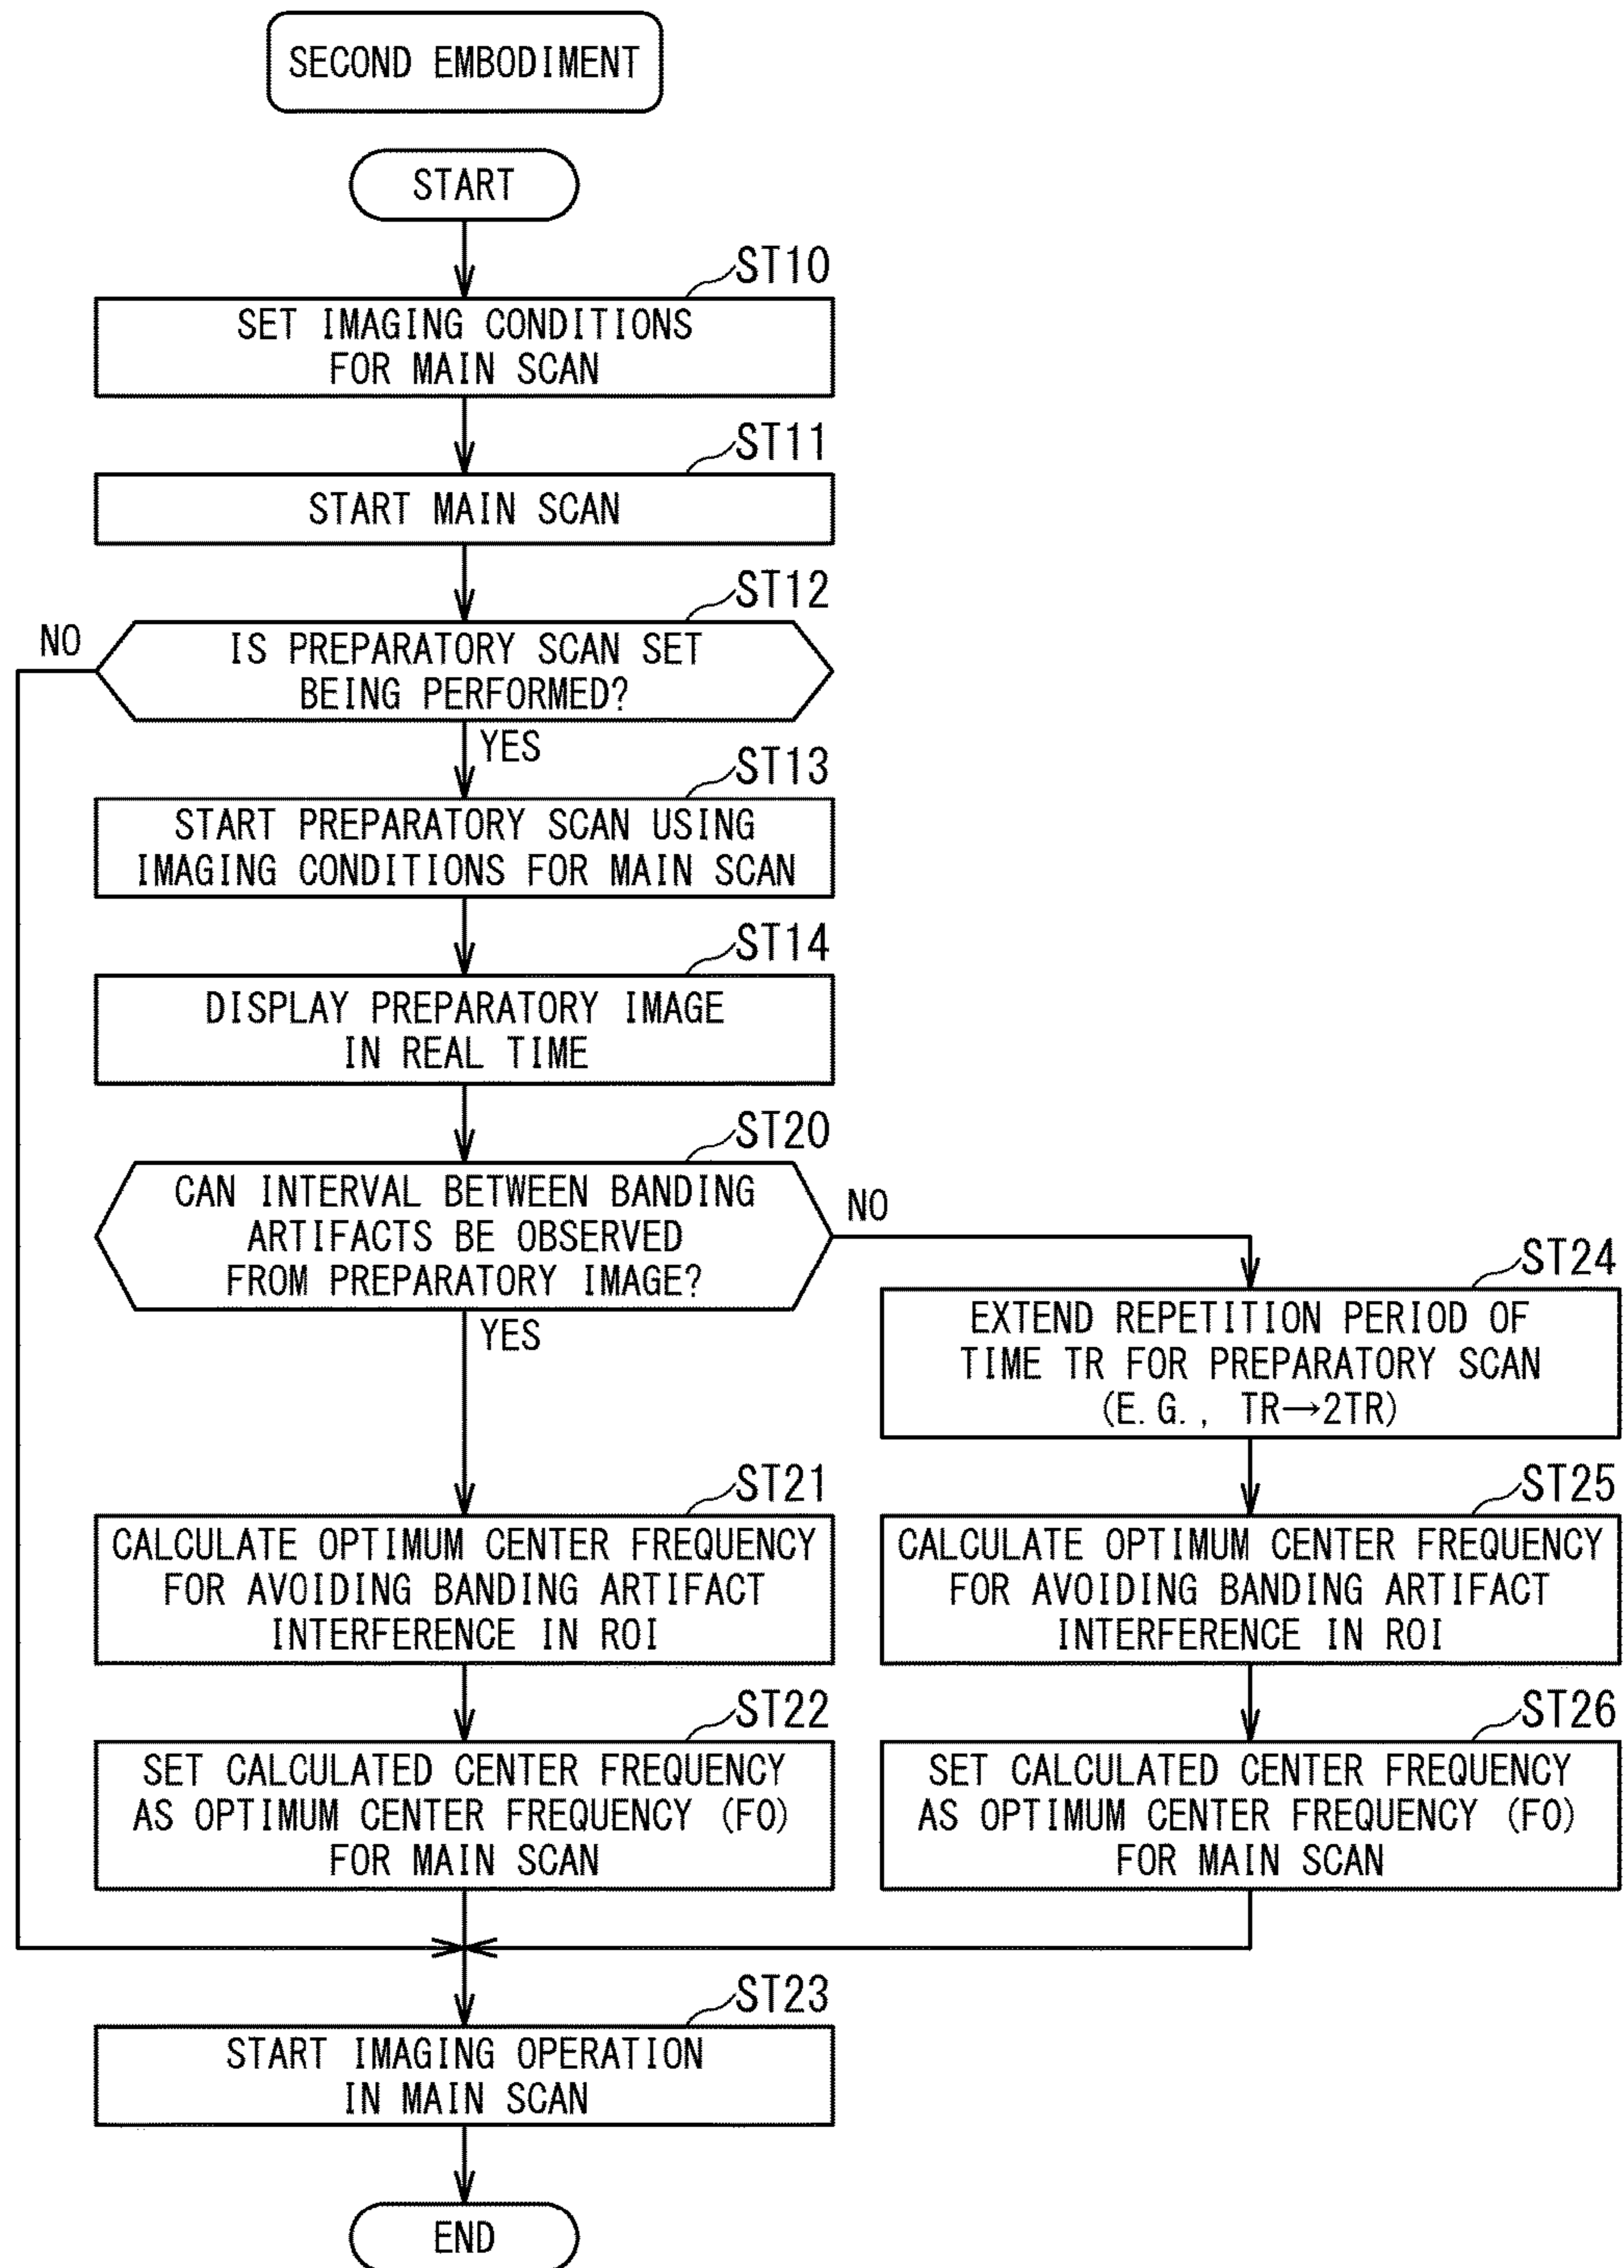 SECOND EMBODIMENT
START
ST10
SET IMAGING CONDITIONS
FOR MAIN SCAN
ST11
START MAIN SCAN
ST12
NO
IS PREPARATORY SCAN SET
BEING PERFORMED?
YES
ST13
START PREPARATORY SCAN USING
IMAGING CONDITIONS FOR MAIN SCAN
ST14
DISPLAY PREPARATORY IMAGE
IN REAL TIME
ST20
CAN INTERVAL BETWEEN BANDING
ARTIFACTS BE OBSERVED
FROM PREPARATORY IMAGE?
NO
YES
ST24
EXTEND REPETITION PERIOD OF
TIME TR FOR PREPARATORY SCAN
(E.G., TR→2TR)
ST21
CALCULATE OPTIMUM CENTER FREQUENCY
FOR AVOIDING BANDING ARTIFACT
INTERFERENCE IN ROI
ST25
CALCULATE OPTIMUM CENTER FREQUENCY
FOR AVOIDING BANDING ARTIFACT
INTERFERENCE IN ROI
ST22
SET CALCULATED CENTER FREQUENCY
AS OPTIMUM CENTER FREQUENCY (F0)
FOR MAIN SCAN
ST26
SET CALCULATED CENTER FREQUENCY
AS OPTIMUM CENTER FREQUENCY (F0)
FOR MAIN SCAN
ST23
START IMAGING OPERATION
IN MAIN SCAN
END